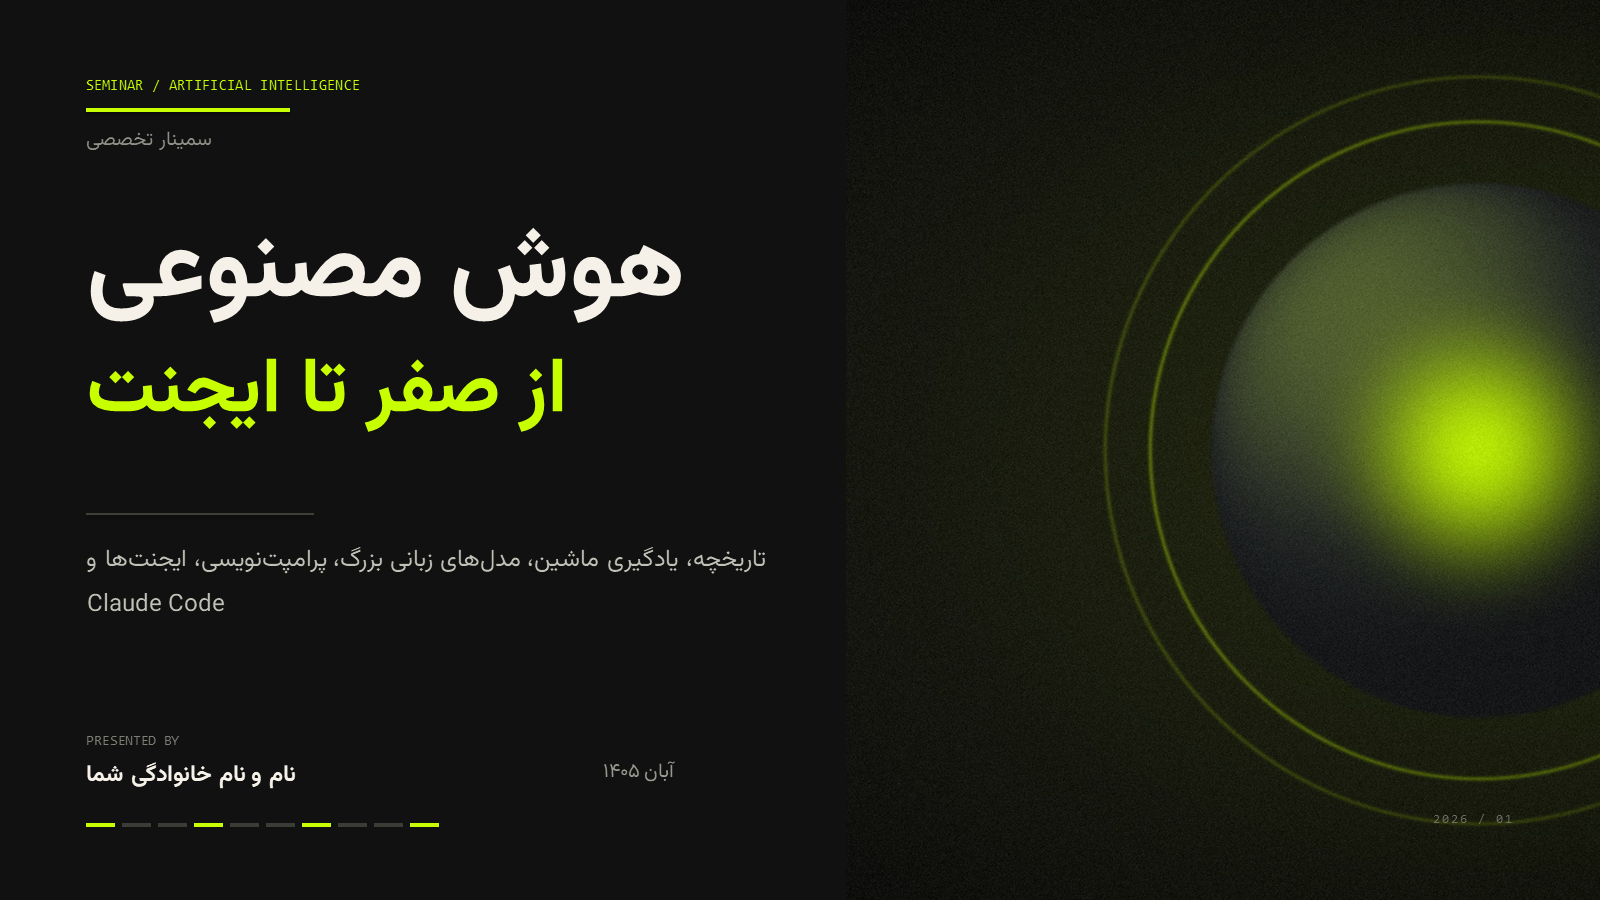 SEMINAR / ARTIFICIAL INTELLIGENCE
سمینار تخصصی
هوش مصنوعی
از صفر تا ایجنت
تاریخچه، یادگیری ماشین، مدل‌های زبانی بزرگ، پرامپت‌نویسی، ایجنت‌ها و
Claude Code
PRESENTED BY
نام و نام خانوادگی شما
آبان ۱۴۰۵
2026 / 01